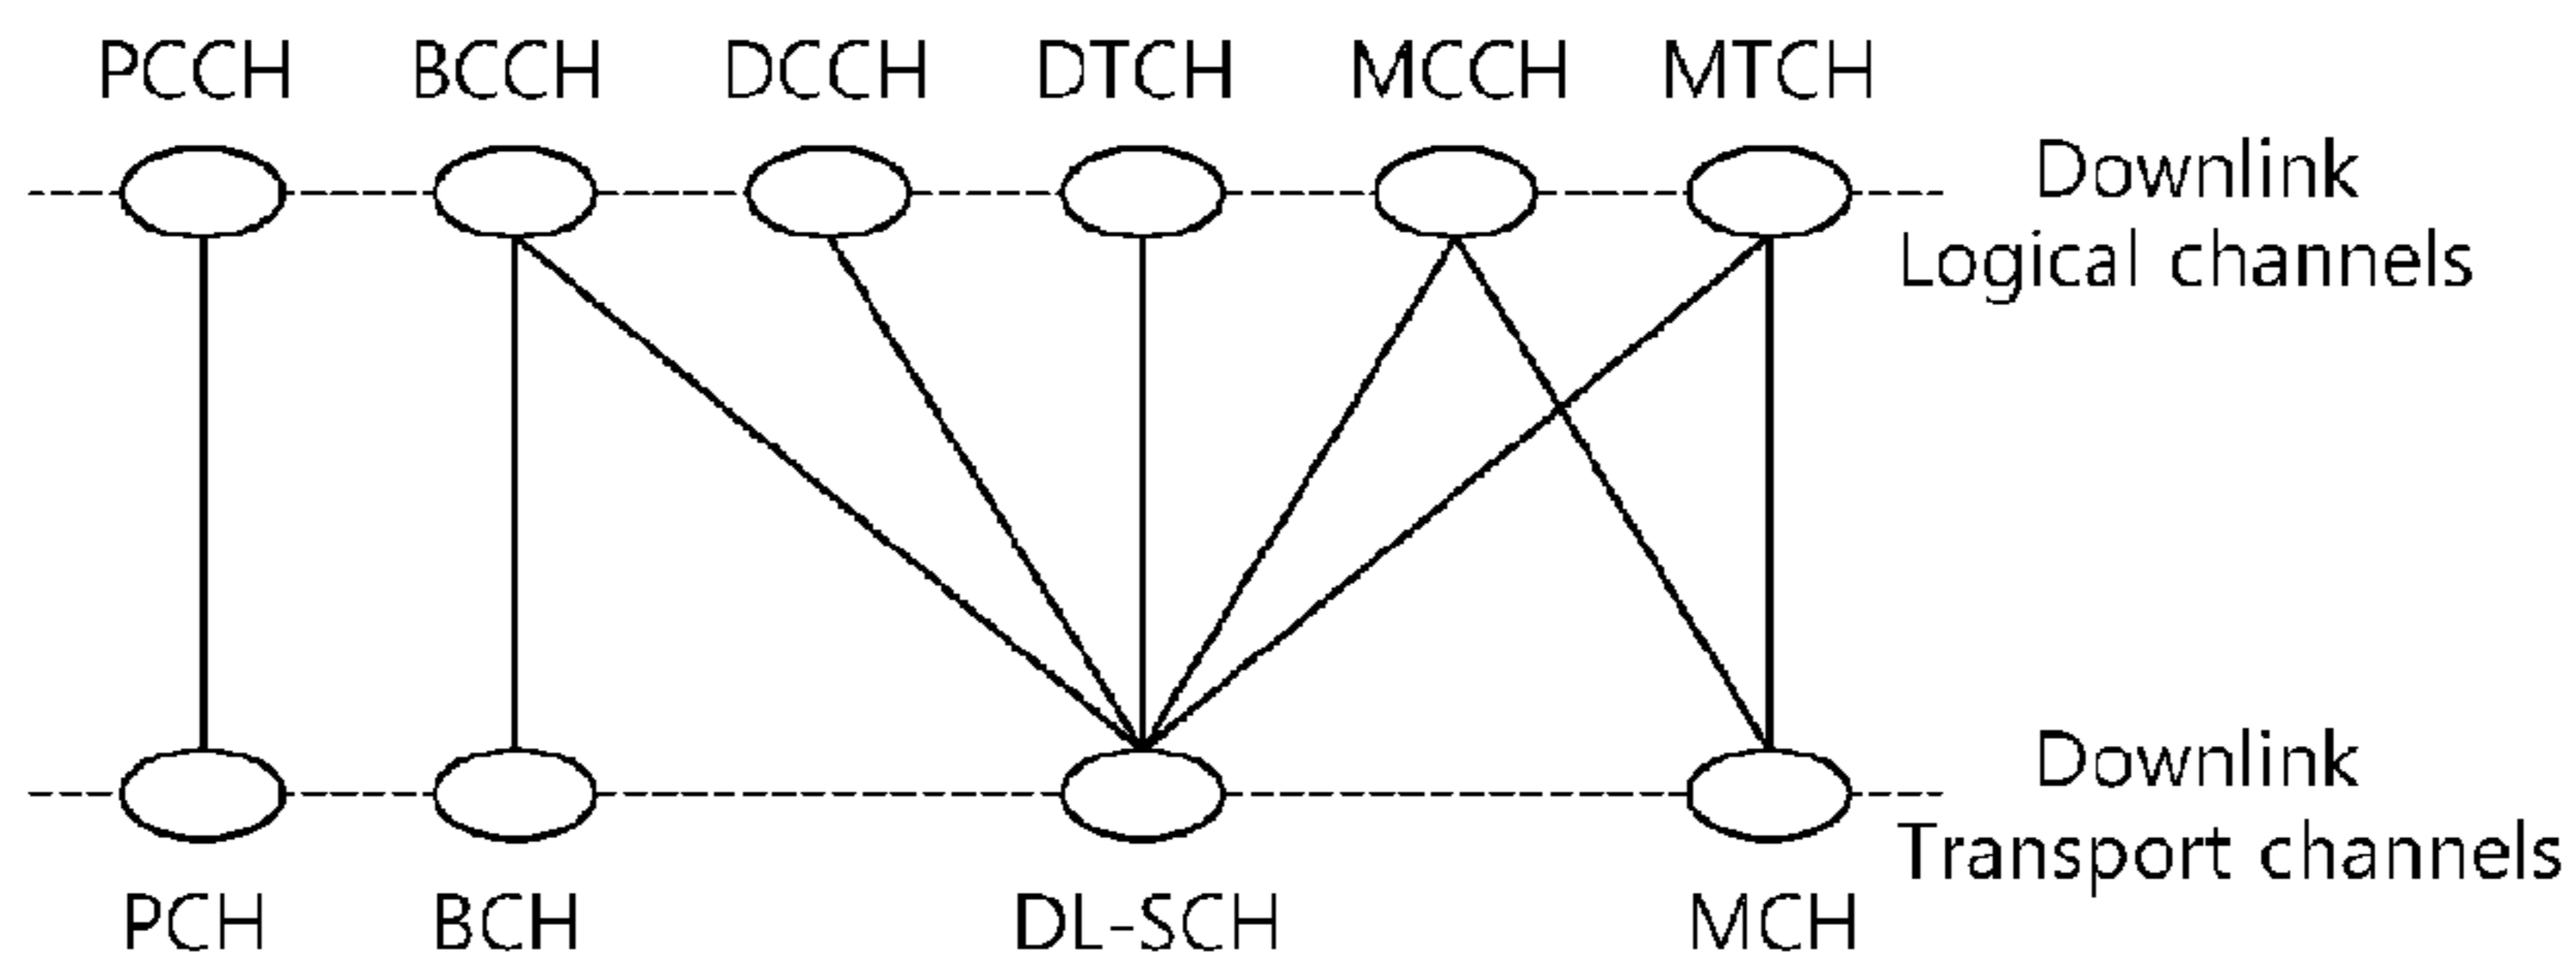 PCCH BCCH DCCH DTCH MCCH MTCH
Downlink
Logical channels
Downlink
Transport channels
PCH BCH DL-SCH MCH